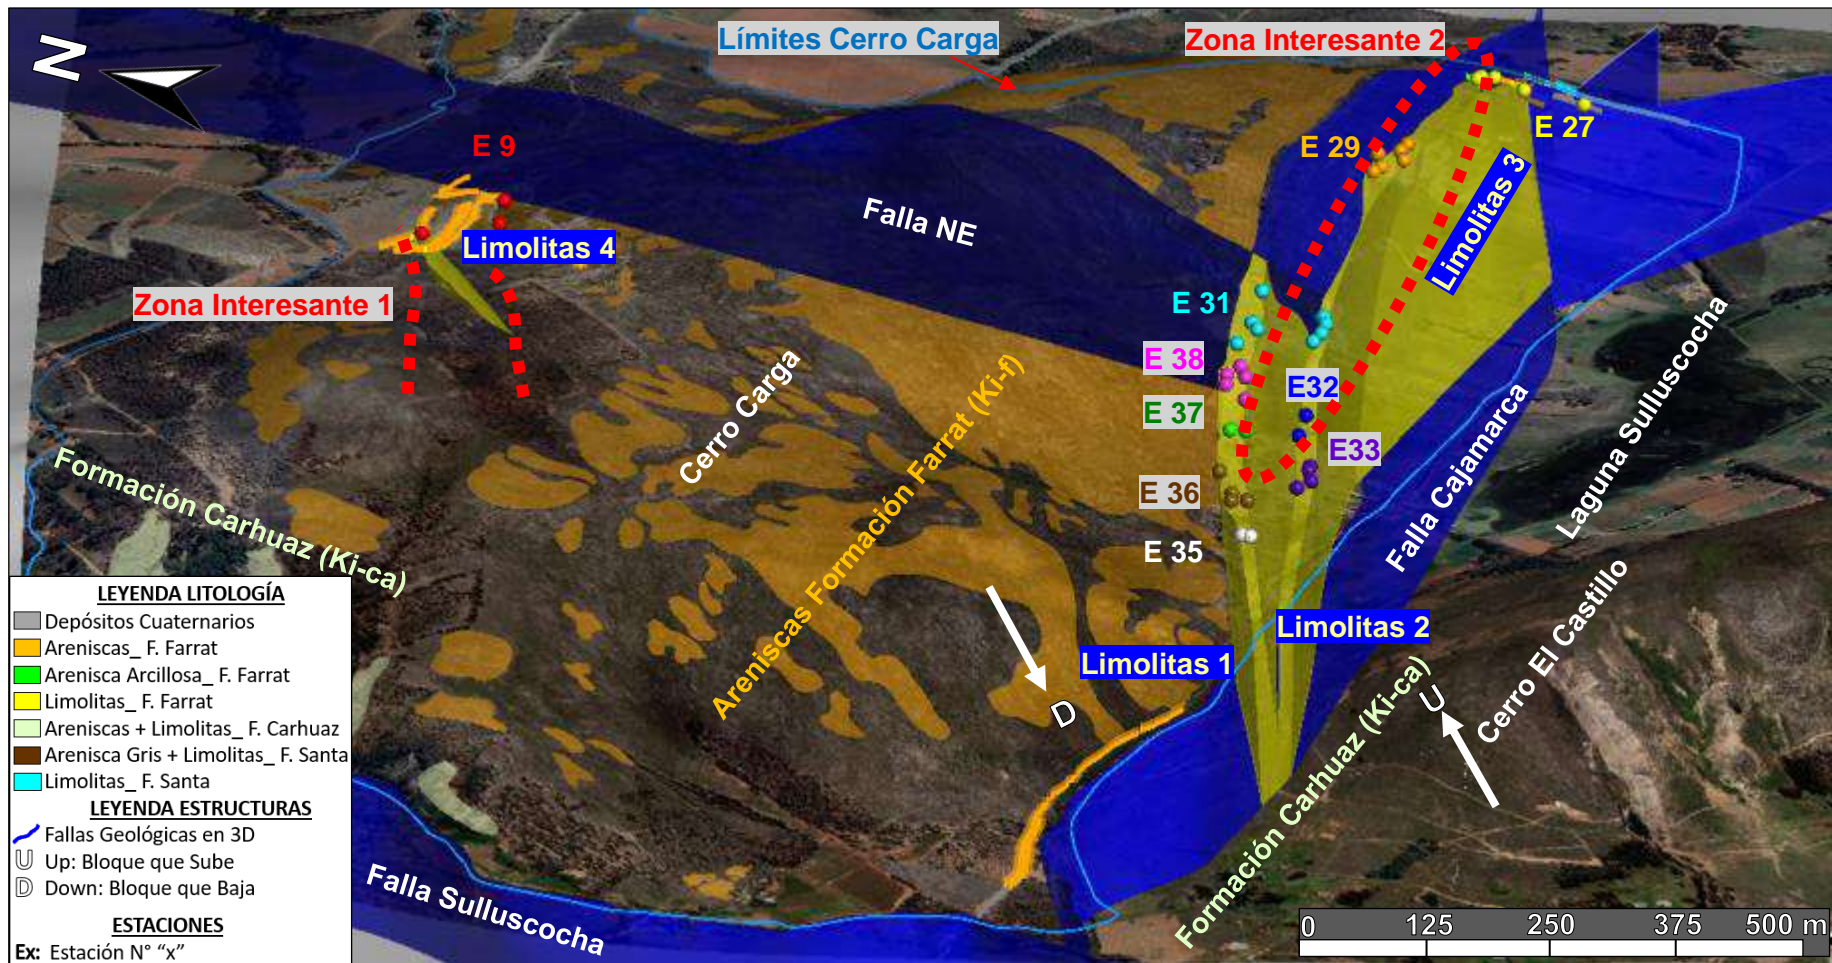 N
Límites Cerro Carga
Zona Interesante 2
E 9
E 29
E 27
Limolitas 3
Falla NE
Limolitas 4
Zona Interesante 1
E 31
E 38
E32
E 37
E33
E 36
E 35
Cerro Carga
Areniscas Formación Farrat (Ki-f)
Formación Carhuaz (Ki-ca)
Falla Cajamarca
Laguna Sulluscocha
Cerro El Castillo
Limolitas 2
Limolitas 1
D
U
Formación Carhuaz (Ki-ca)
Falla Sulluscocha
LEYENDA LITOLOGÍA
Depósitos Cuaternarios
Areniscas_ F. Farrat
Arenisca Arcillosa_ F. Farrat
Limolitas_ F. Farrat
Areniscas + Limolitas_ F. Carhuaz
Arenisca Gris + Limolitas_ F. Santa
Limolitas_ F. Santa
LEYENDA ESTRUCTURAS
Fallas Geológicas en 3D
U Up: Bloque que Sube
D Down: Bloque que Baja
ESTACIONES
Ex: Estación N° “x”
0 125 250 375 500 m